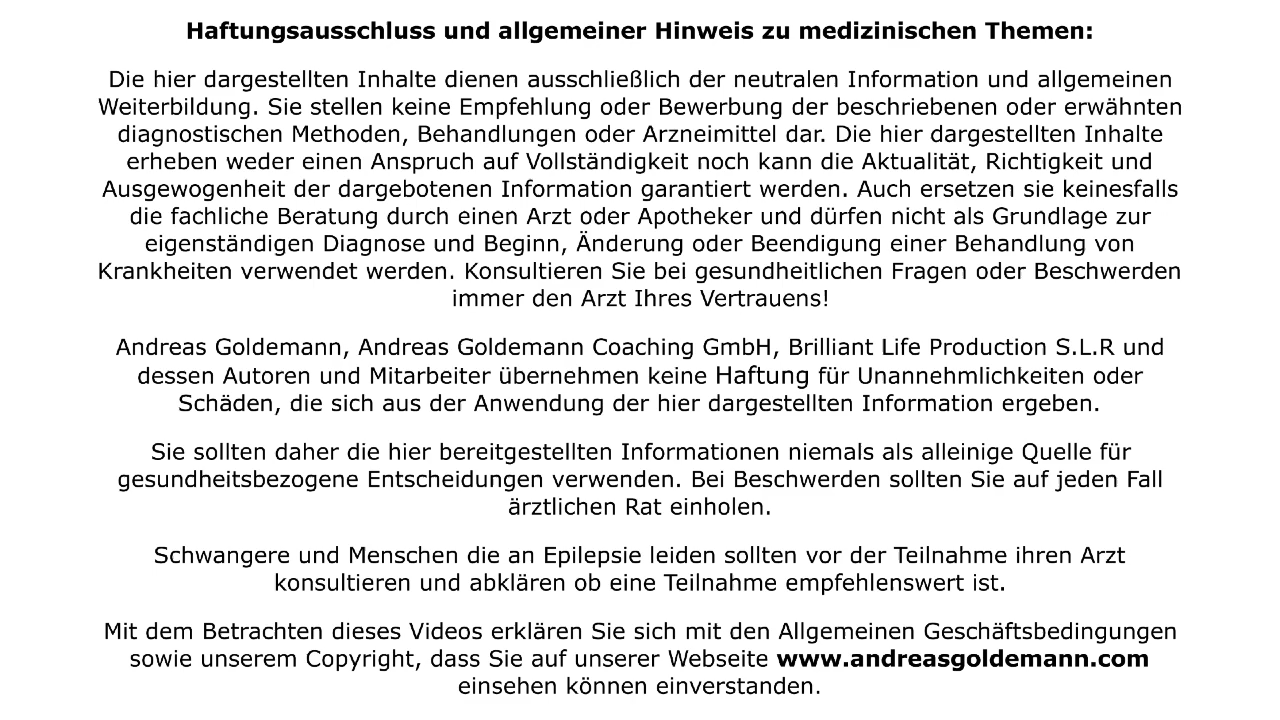 Haftungsausschluss und allgemeiner Hinweis zu medizinischen Themen:
Die hier dargestellten Inhalte dienen ausschließlich der neutralen Information und allgemeinen
Weiterbildung. Sie stellen keine Empfehlung oder Bewerbung der beschriebenen oder erwähnten
diagnostischen Methoden, Behandlungen oder Arzneimittel dar. Die hier dargestellten Inhalte
erheben weder einen Anspruch auf Vollständigkeit noch kann die Aktualität, Richtigkeit und
Ausgewogenheit der dargebotenen Information garantiert werden. Auch ersetzen sie keinesfalls
die fachliche Beratung durch einen Arzt oder Apotheker und dürfen nicht als Grundlage zur
eigenständigen Diagnose und Beginn, Änderung oder Beendigung einer Behandlung von
Krankheiten verwendet werden. Konsultieren Sie bei gesundheitlichen Fragen oder Beschwerden
immer den Arzt Ihres Vertrauens!
Andreas Goldemann, Andreas Goldemann Coaching GmbH, Brilliant Life Production S.L.R und
dessen Autoren und Mitarbeiter übernehmen keine Haftung für Unannehmlichkeiten oder
Schäden, die sich aus der Anwendung der hier dargestellten Information ergeben.
Sie sollten daher die hier bereitgestellten Informationen niemals als alleinige Quelle für
gesundheitsbezogene Entscheidungen verwenden. Bei Beschwerden sollten Sie auf jeden Fall
ärztlichen Rat einholen.
Schwangere und Menschen die an Epilepsie leiden sollten vor der Teilnahme ihren Arzt
konsultieren und abklären ob eine Teilnahme empfehlenswert ist.
Mit dem Betrachten dieses Videos erklären Sie sich mit den Allgemeinen Geschäftsbedingungen
sowie unserem Copyright, dass Sie auf unserer Webseite www.andreasgoldemann.com
einsehen können einverstanden.